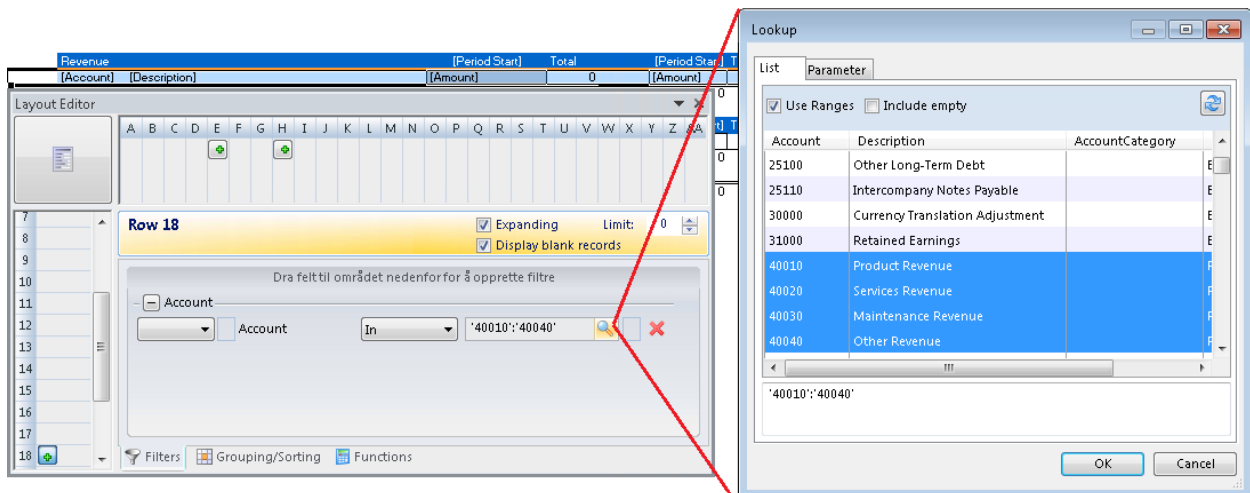 Revenue [Period Start] Total [Period Start] T
[Account] [Description] [Amount] 0 [Amount]
Layout Editor
A B C D E F G H I J K L M N O P Q R S T U V W X Y Z AA
0
0
0
7
8
9
10
11
12
13
14
15
16
17
18
Row 18
Expanding Limit: 0
Display blank records
Dra felt til området nedenfor for å opprette filtre
Account
Account In '40010':'40040'
Filters Grouping/Sorting Functions
Lookup
List Parameter
Use Ranges Include empty
Account Description AccountCategory
25100 Other Long-Term Debt E
25110 Intercompany Notes Payable E
30000 Currency Translation Adjustment E
31000 Retained Earnings E
40010 Product Revenue
40020 Services Revenue
40030 Maintenance Revenue
40040 Other Revenue
'40010':'40040'
OK Cancel